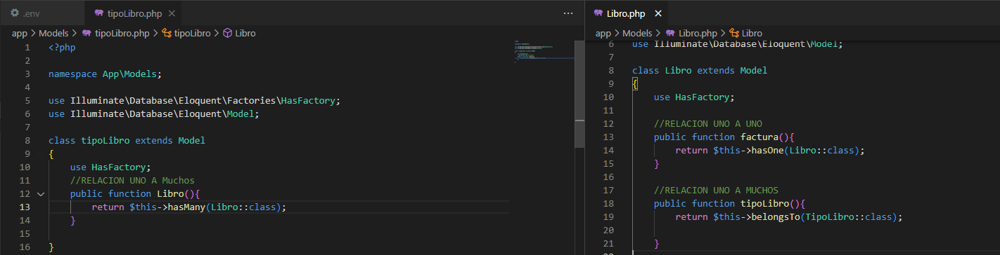 .env
tipoLibro.php
app > Models > tipoLibro.php > tipoLibro > Libro
1 <?php
2
3 namespace App\Models;
4
5 use Illuminate\Database\Eloquent\Factories\HasFactory;
6 use Illuminate\Database\Eloquent\Model;
7
8 class tipoLibro extends Model
9 {
10 use HasFactory;
11 //RELACION UNO A Muchos
12 public function Libro(){
13 return $this->hasMany(Libro::class);
14 }
15
16 }
Libro.php
app > Models > Libro.php > Libro
6 use Illuminate\Database\Eloquent\Model;
7
8 class Libro extends Model
9 {
10 use HasFactory;
11
12 //RELACION UNO A UNO
13 public function factura(){
14 return $this->hasOne(Libro::class);
15 }
16
17 //RELACION UNO A MUCHOS
18 public function tipoLibro(){
19 return $this->belongsTo(TipoLibro::class);
20
21 }